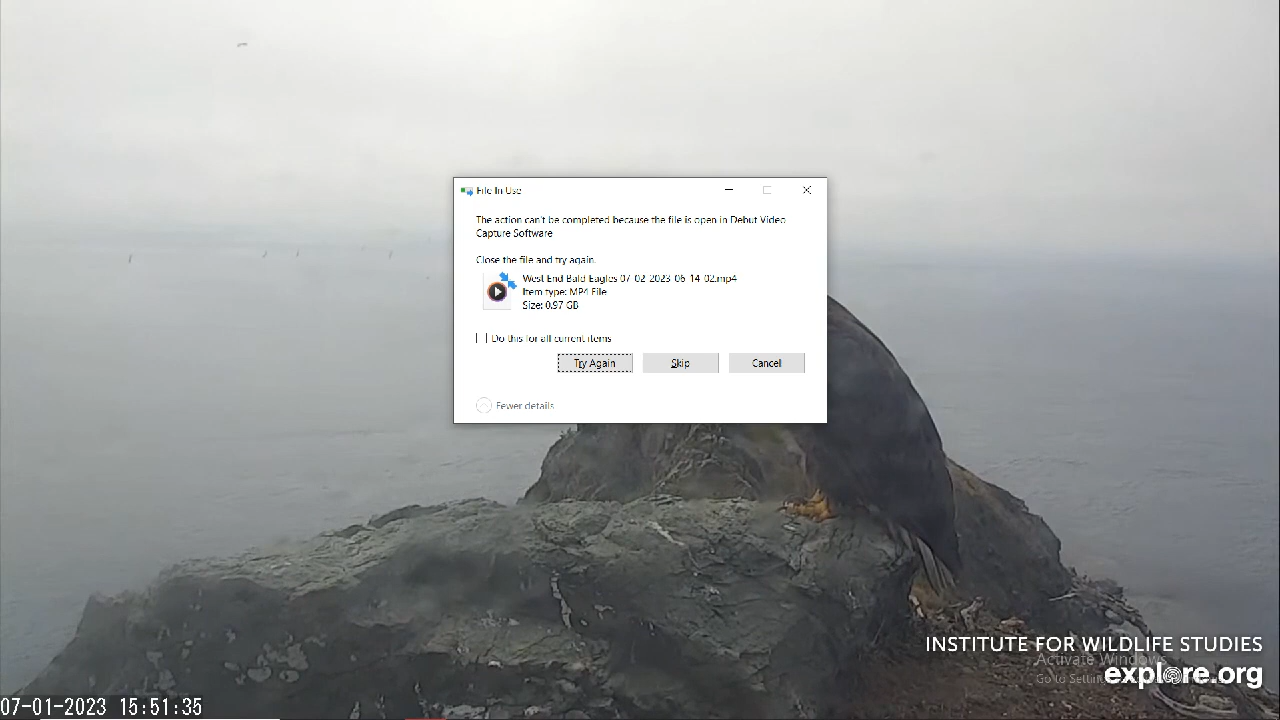 File In Use
The action can't be completed because the file is open in Debut Video
Capture Software
Close the file and try again.
West End Bald Eagles 07-02-2023-06-14-02.mp4
Item type: MP4 File
Size: 0.97 GB
Do this for all current items
Try Again
Skip
Cancel
Fewer details
INSTITUTE FOR WILDLIFE STUDIES
Activate Windows
Go to Settings
explore.org
07-01-2023 15:51:35